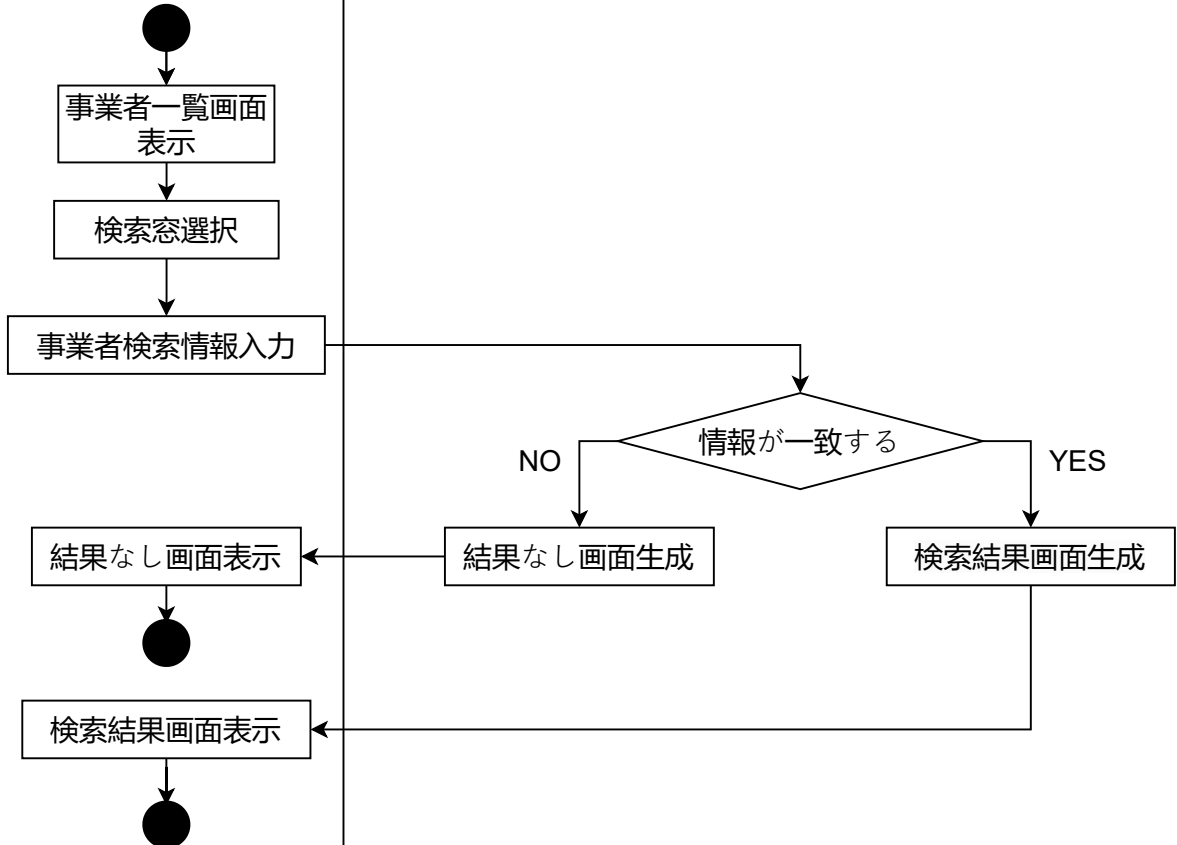 事業者一覧画面
表示
検索窓選択
事業者検索情報入力
情報が一致する
NO
YES
結果なし画面表示
結果なし画面生成
検索結果画面生成
検索結果画面表示